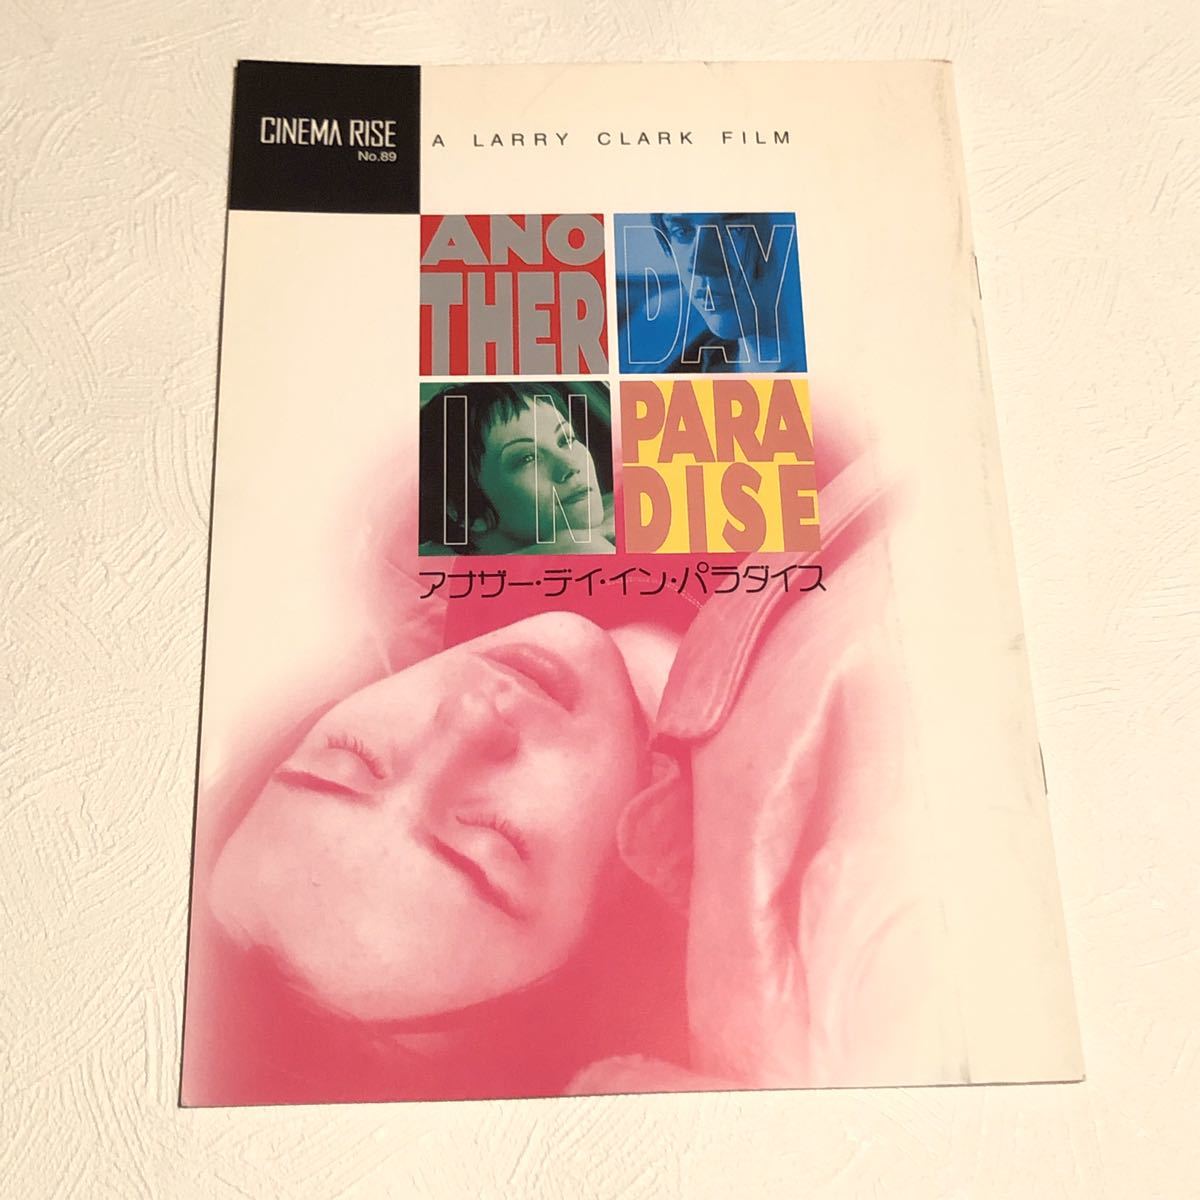 CINEMA RISE
No.89
A LARRY CLARK FILM
ANO
THER
DAY
IN
PARA
DISE
アナザー・デイ・イン・パラダイス